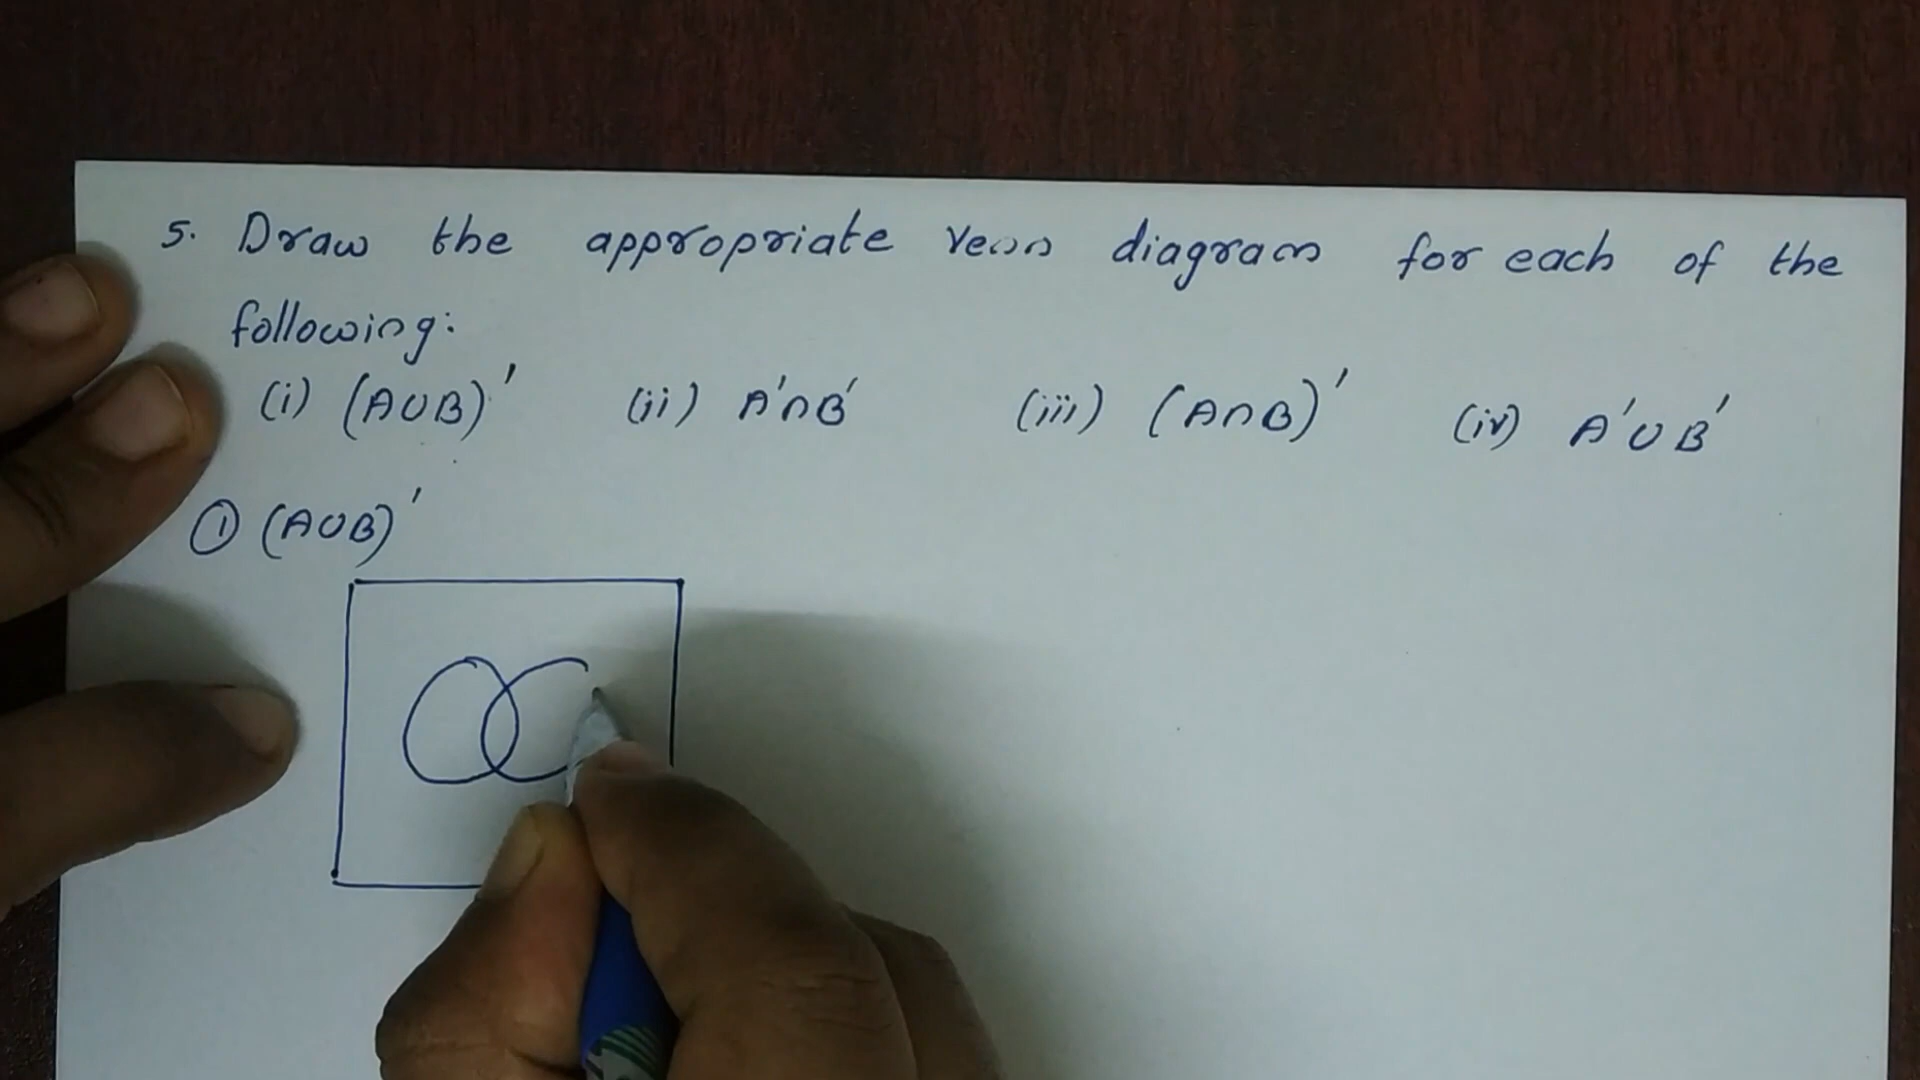 5. Draw the appropriate venn diagram for each of the
following:
(i) (A∪B)' (ii) A'∩B' (iii) (A∩B)' (iv) A'∪B'
① (A∪B)'